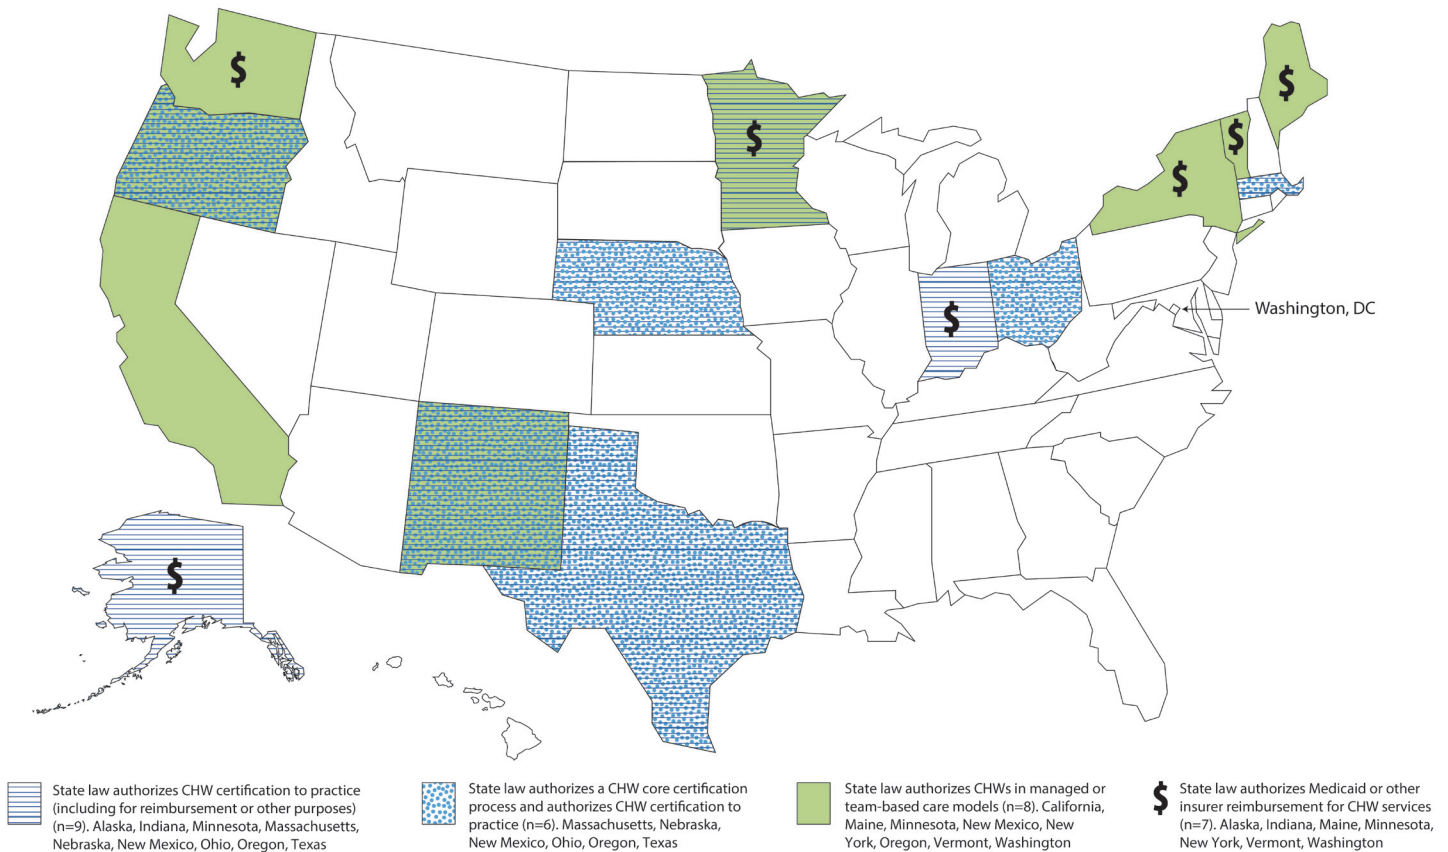 $
$
$
$
$
Washington, DC
$
$
State law authorizes CHW certification to practice
(including for reimbursement or other purposes)
(n=9). Alaska, Indiana, Minnesota, Massachusetts,
Nebraska, New Mexico, Ohio, Oregon, Texas
State law authorizes a CHW core certification
process and authorizes CHW certification to
practice (n=6). Massachusetts, Nebraska,
New Mexico, Ohio, Oregon, Texas
State law authorizes CHWs in managed or
team-based care models (n=8). California,
Maine, Minnesota, New Mexico, New
York, Oregon, Vermont, Washington
$
State law authorizes Medicaid or other
insurer reimbursement for CHW services
(n=7). Alaska, Indiana, Maine, Minnesota,
New York, Vermont, Washington